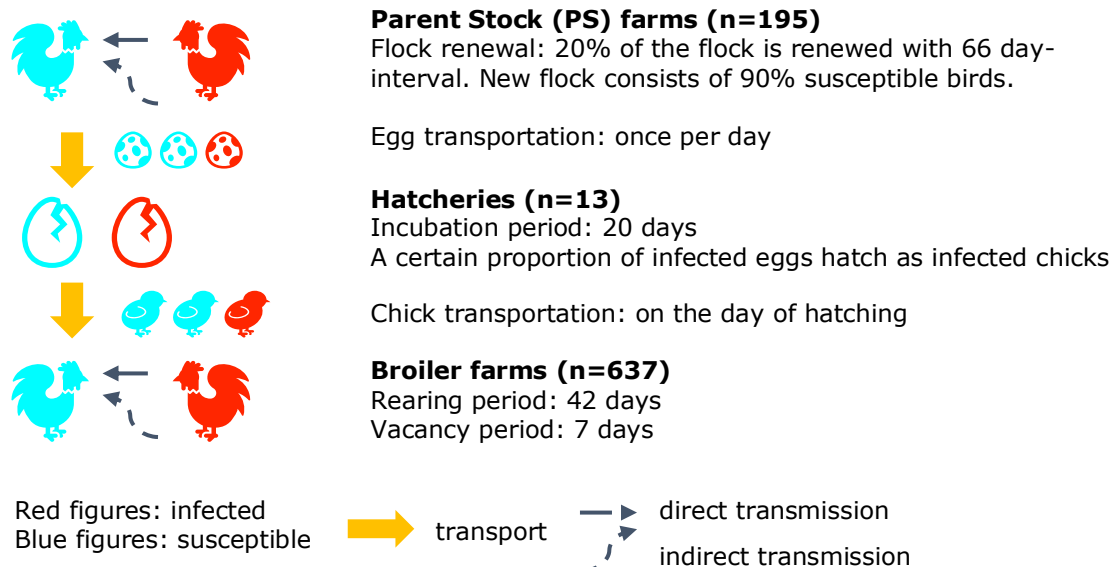 Parent Stock (PS) farms (n=195)
Flock renewal: 20% of the flock is renewed with 66 day-
interval. New flock consists of 90% susceptible birds.
Egg transportation: once per day
Hatcheries (n=13)
Incubation period: 20 days
A certain proportion of infected eggs hatch as infected chicks
Chick transportation: on the day of hatching
Broiler farms (n=637)
Rearing period: 42 days
Vacancy period: 7 days
Red figures: infected
Blue figures: susceptible
transport
direct transmission
indirect transmission